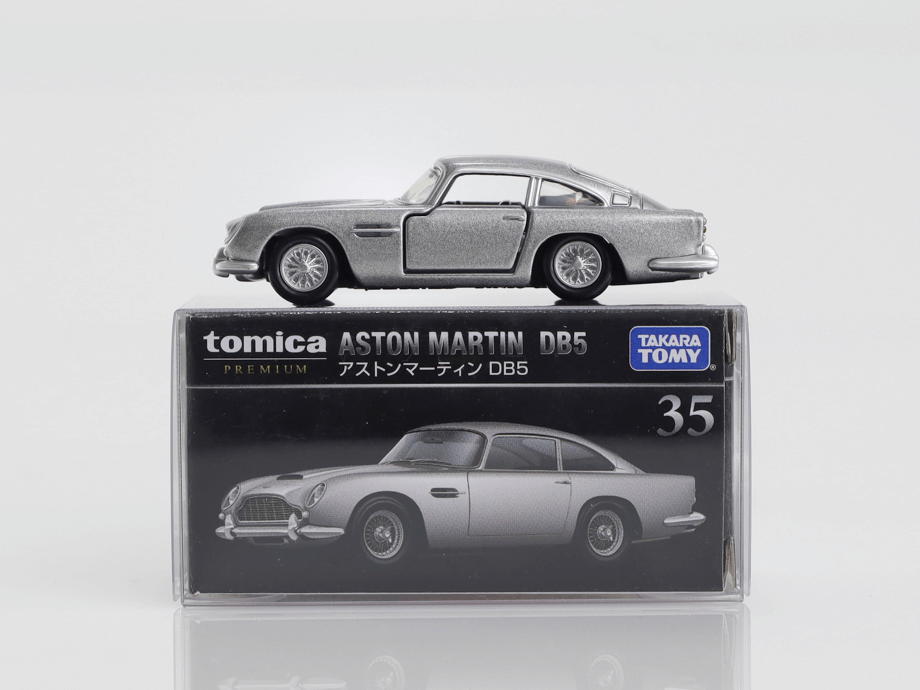 tomica
PREMIUM
ASTON MARTIN DB5
アストンマーティン DB5
TAKARA
TOMY®
35